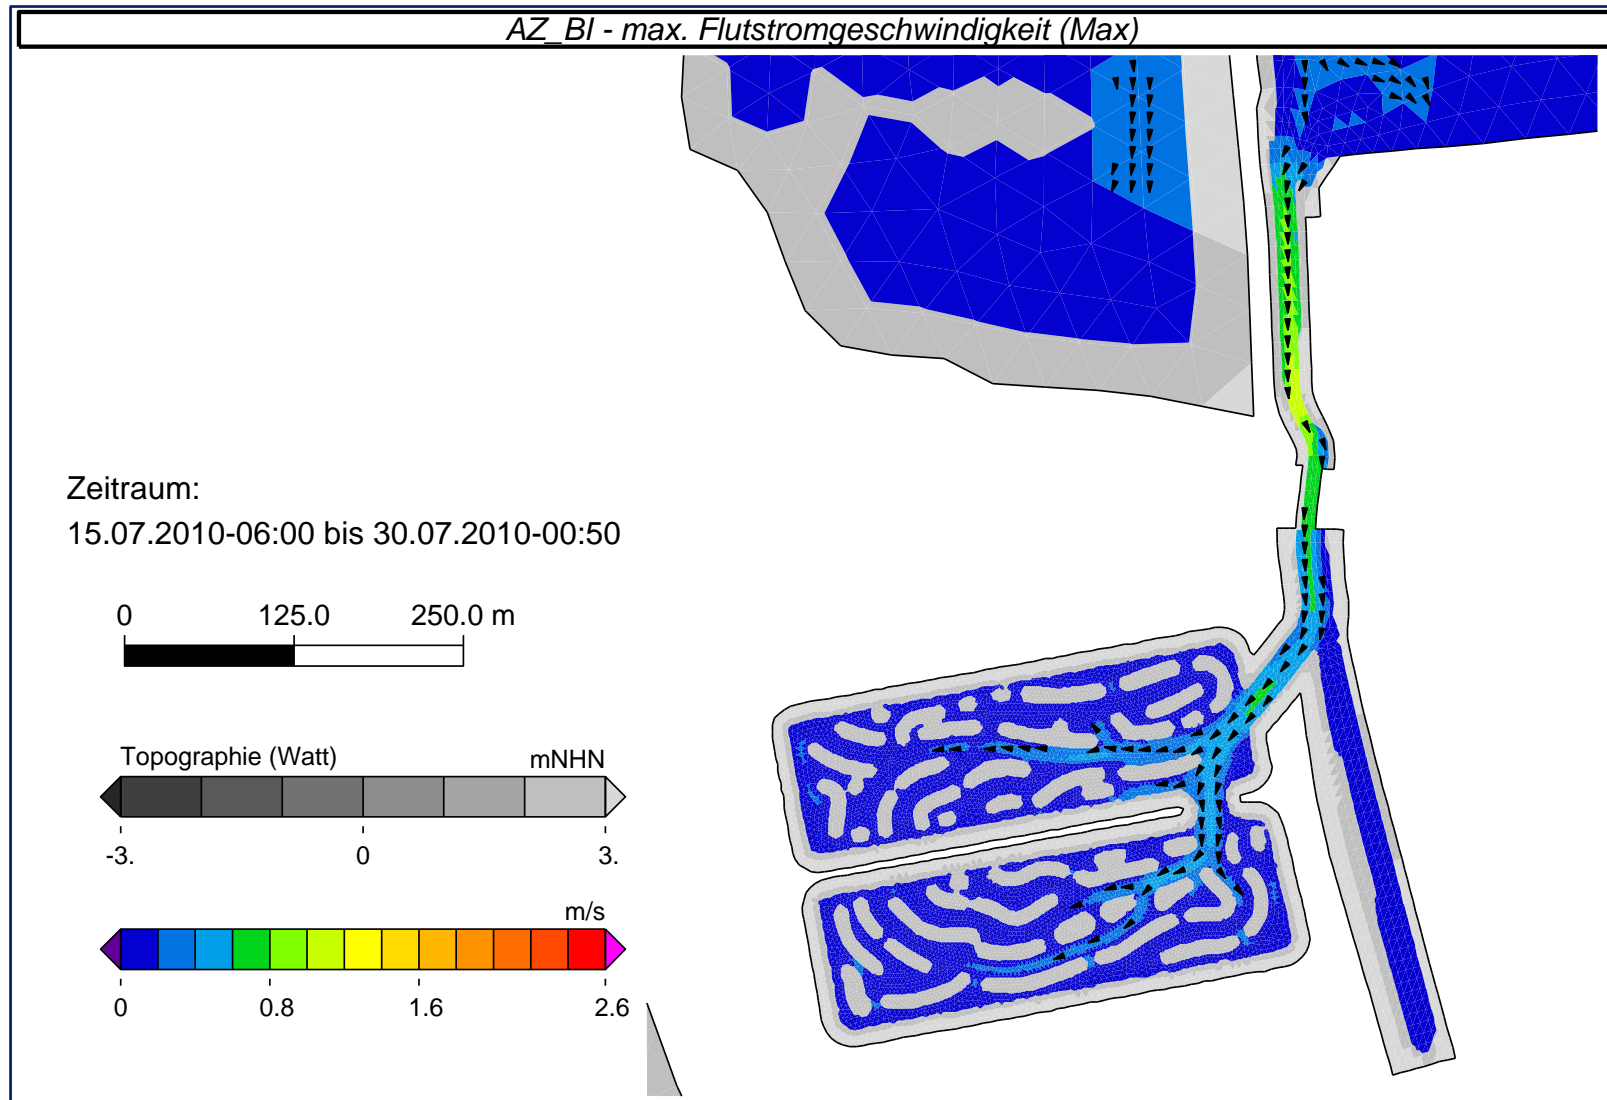 AZ_BI - max. Flutstromgeschwindigkeit (Max)
Zeitraum:
15.07.2010-06:00 bis 30.07.2010-00:50
0 125.0 250.0 m
Topographie (Watt) mNHN
-3. 0 3.
m/s
0 0.8 1.6 2.6